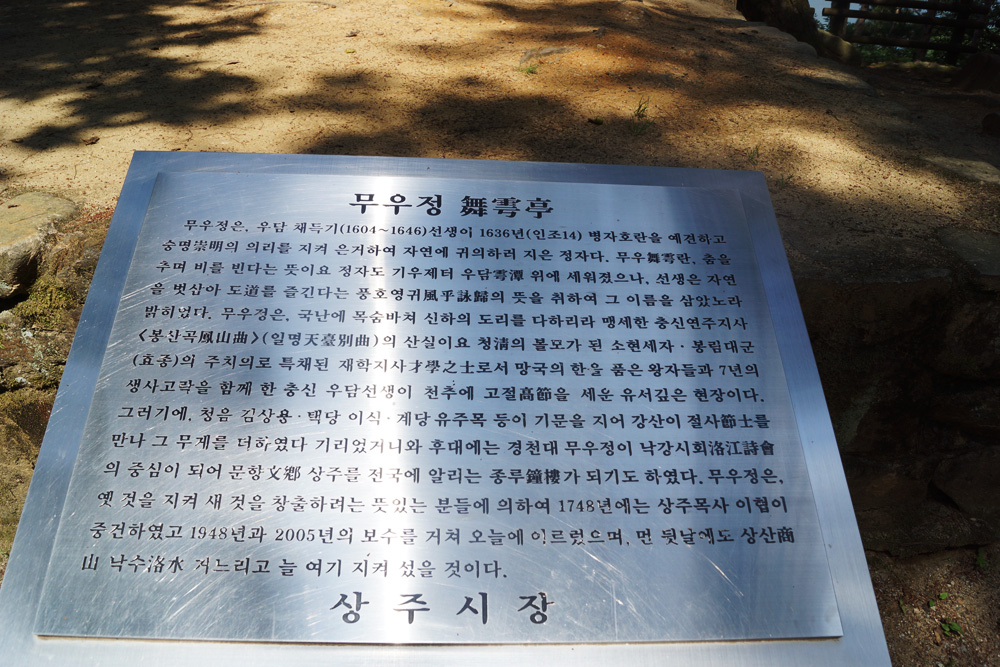 무우정 舞雩亭
무우정은, 우담 채득기(1604~1646)선생이 1636년(인조14) 병자호란을 예견하고
숭명崇明의 의리를 지켜 은거하여 자연에 귀의하러 지은 정자다. 무우舞雩란, 춤을
추며 비를 빈다는 뜻이요 정자도 기우제터 우담雩潭 위에 세워졌으나, 선생은 자연
을 벗삼아 도道를 즐긴다는 풍호영귀風乎詠歸의 뜻을 취하여 그 이름을 삼았노라
밝히었다. 무우정은, 국난에 목숨바쳐 신하의 도리를 다하리라 맹세한 충신연주지사
<봉산곡鳳山曲>(일명天臺別曲)의 산실이요 청淸의 볼모가 된 소현세자·봉림대군
(효종)의 주치의로 특채된 재학지사才學之士로서 망국의 한을 품은 왕자들과 7년의
생사고락을 함께 한 충신 우담선생이 천추에 고절高節을 세운 유서깊은 현장이다.
그러기에, 청음 김상용·택당 이식·계당 유주목 등이 기문을 지어 강산이 절사節士를
만나 그 무게를 더하였다 기리었거니와 후대에는 경천대 무우정이 낙강시회洛江詩會
의 중심이 되어 문향文鄕 상주를 전국에 알리는 종루鐘樓가 되기도 하였다. 무우정은,
옛 것을 지켜 새 것을 창출하려는 뜻있는 분들에 의하여 1748년에는 상주목사 이협이
중건하였고 1948년과 2005년의 보수를 거쳐 오늘에 이르렀으며, 먼 뒷날에도 상산商
山 낙수洛水 거느리고 늘 여기 지켜 섰을 것이다.
상주시장